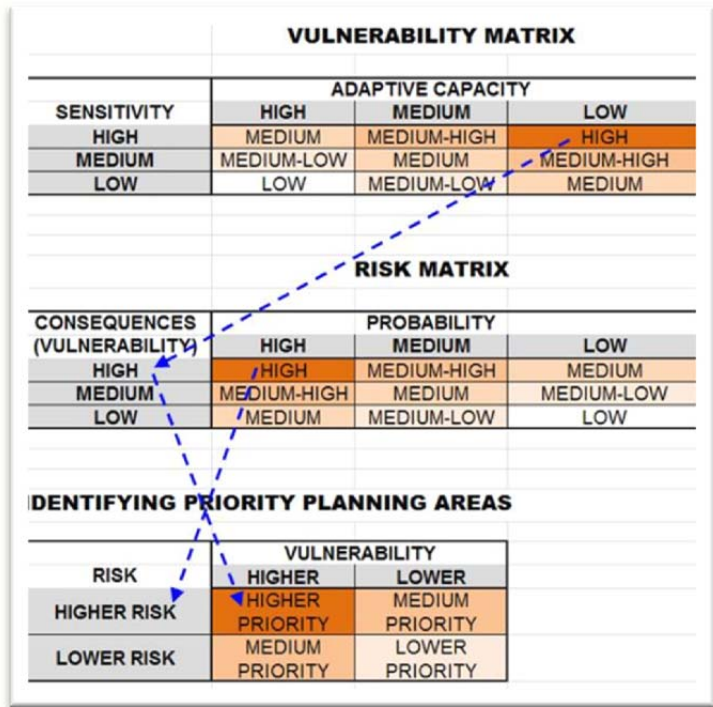 VULNERABILITY MATRIX
ADAPTIVE CAPACITY
SENSITIVITY HIGH MEDIUM LOW
HIGH MEDIUM MEDIUM-HIGH HIGH
MEDIUM MEDIUM-LOW MEDIUM MEDIUM-HIGH
LOW LOW MEDIUM-LOW MEDIUM
RISK MATRIX
CONSEQUENCES PROBABILITY
(VULNERABILITY) HIGH MEDIUM LOW
HIGH HIGH MEDIUM-HIGH MEDIUM
MEDIUM MEDIUM-HIGH MEDIUM MEDIUM-LOW
LOW MEDIUM MEDIUM-LOW LOW
IDENTIFYING PRIORITY PLANNING AREAS
VULNERABILITY
RISK HIGHER LOWER
HIGHER RISK HIGHER PRIORITY MEDIUM PRIORITY
LOWER RISK MEDIUM PRIORITY LOWER PRIORITY